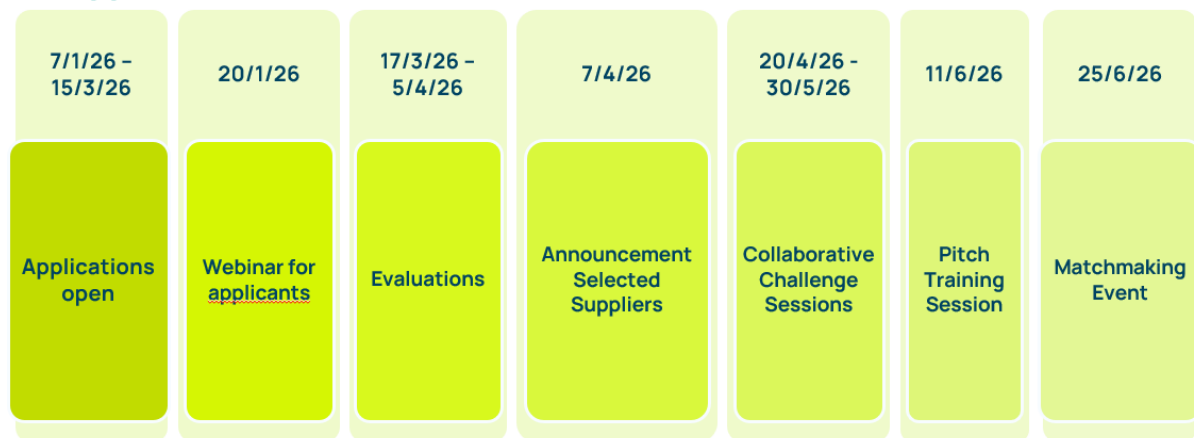 7/1/26 –
15/3/26
20/1/26
17/3/26 –
5/4/26
7/4/26
20/4/26 -
30/5/26
11/6/26
25/6/26
Applications
open
Webinar for
applicants
Evaluations
Announcement
Selected
Suppliers
Collaborative
Challenge
Sessions
Pitch
Training
Session
Matchmaking
Event